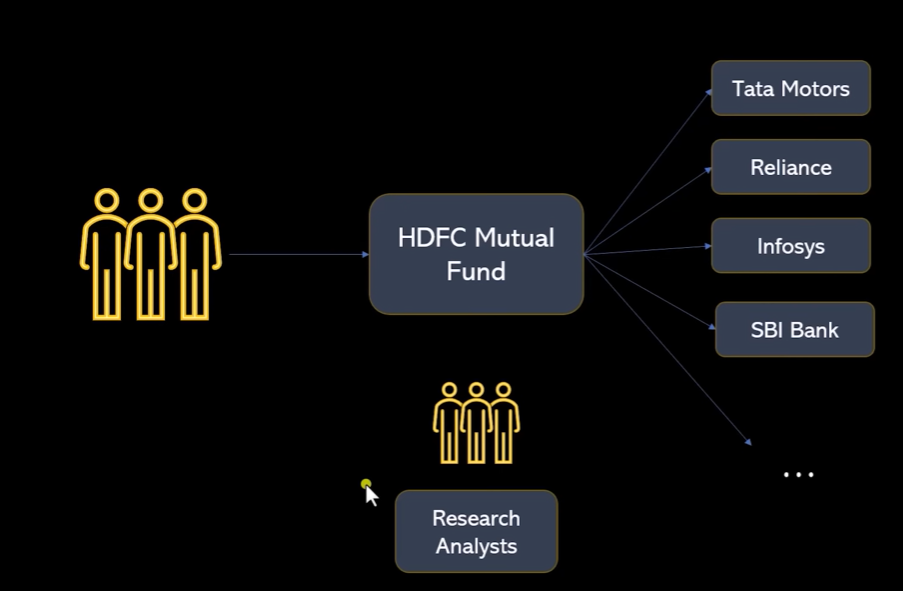 Tata Motors
Reliance
HDFC Mutual
Fund
Infosys
SBI Bank
...
Research
Analysts